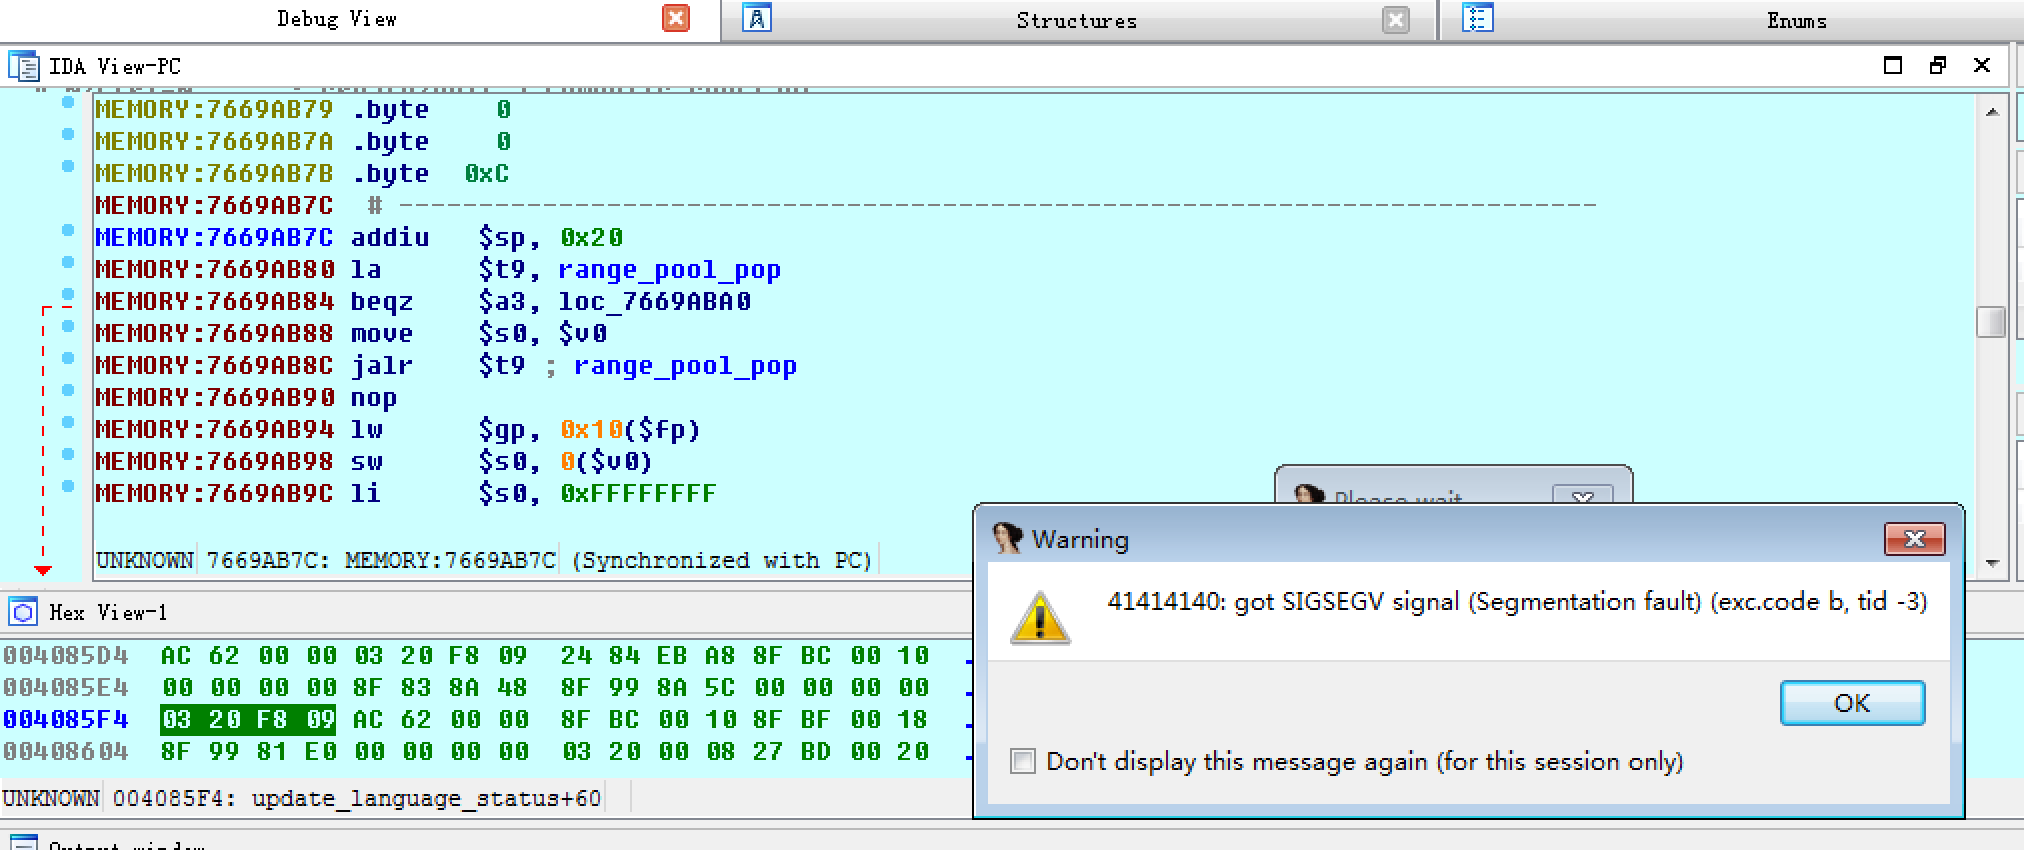 Debug View
Structures
Enums
IDA View-PC
MEMORY:7669AB79 .byte 0
MEMORY:7669AB7A .byte 0
MEMORY:7669AB7B .byte 0xC
MEMORY:7669AB7C # ---------------------------------------------------------------------------
MEMORY:7669AB7C addiu $sp, 0x20
MEMORY:7669AB80 la $t9, range_pool_pop
MEMORY:7669AB84 beqz $a3, loc_7669ABA0
MEMORY:7669AB88 move $s0, $v0
MEMORY:7669AB8C jalr $t9 ; range_pool_pop
MEMORY:7669AB90 nop
MEMORY:7669AB94 lw $gp, 0x10($fp)
MEMORY:7669AB98 sw $s0, 0($v0)
MEMORY:7669AB9C li $s0, 0xFFFFFFFF
UNKNOWN 7669AB7C: MEMORY:7669AB7C (Synchronized with PC)
Please wait
Warning
41414140: got SIGSEGV signal (Segmentation fault) (exc.code b, tid -3)
OK
Don't display this message again (for this session only)
Hex View-1
004085D4 AC 62 00 00 03 20 F8 09 24 84 EB A8 8F BC 00 10
004085E4 00 00 00 00 8F 83 8A 48 8F 99 8A 5C 00 00 00 00
004085F4 03 20 F8 09 AC 62 00 00 8F BC 00 10 8F BF 00 18
00408604 8F 99 81 E0 00 00 00 00 03 20 00 08 27 BD 00 20
UNKNOWN 004085F4: update_language_status+60
Output window